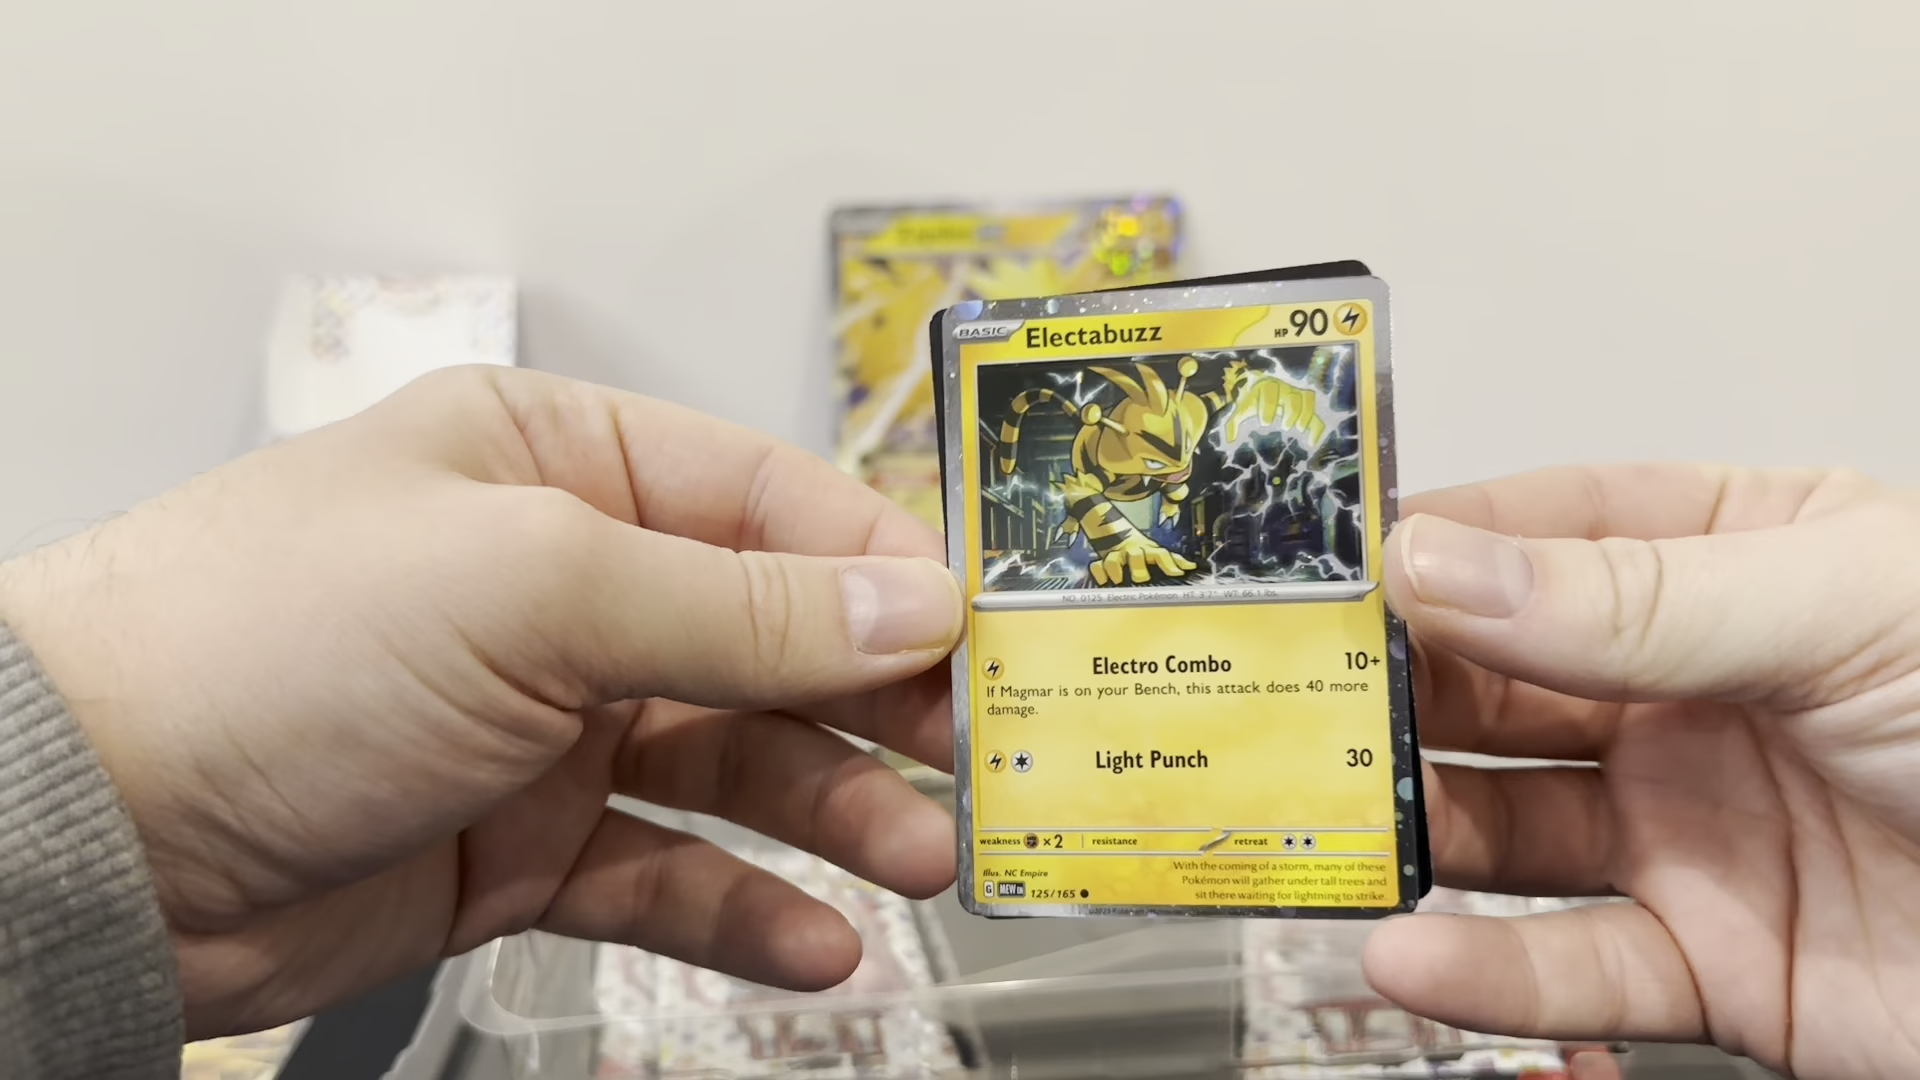 BASIC Electabuzz HP 90
NO. 0125 Electric Pokémon HT: 3'7" WT: 66.1 lbs.
Electro Combo 10+
If Magmar is on your Bench, this attack does 40 more
damage.
Light Punch 30
weakness ×2 resistance retreat
Illus. NC Empire
With the coming of a storm, many of these
Pokémon will gather under tall trees and
sit there waiting for lightning to strike.
G MEW EN 125/165